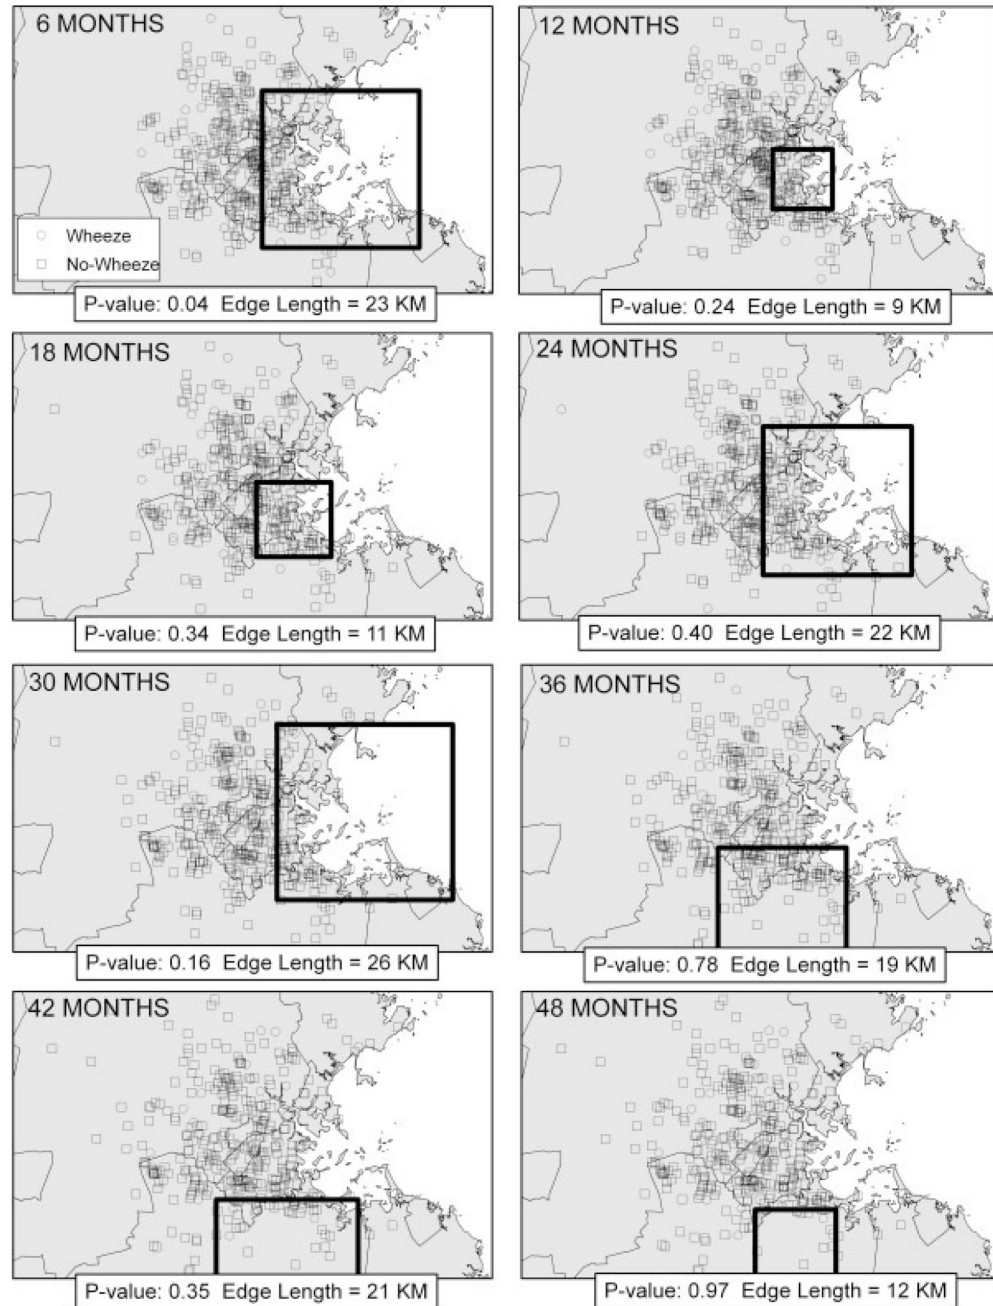 6 MONTHS
12 MONTHS
Wheeze
No-Wheeze
P-value: 0.04 Edge Length = 23 KM
P-value: 0.24 Edge Length = 9 KM
18 MONTHS
24 MONTHS
P-value: 0.34 Edge Length = 11 KM
P-value: 0.40 Edge Length = 22 KM
30 MONTHS
36 MONTHS
P-value: 0.16 Edge Length = 26 KM
P-value: 0.78 Edge Length = 19 KM
42 MONTHS
48 MONTHS
P-value: 0.35 Edge Length = 21 KM
P-value: 0.97 Edge Length = 12 KM